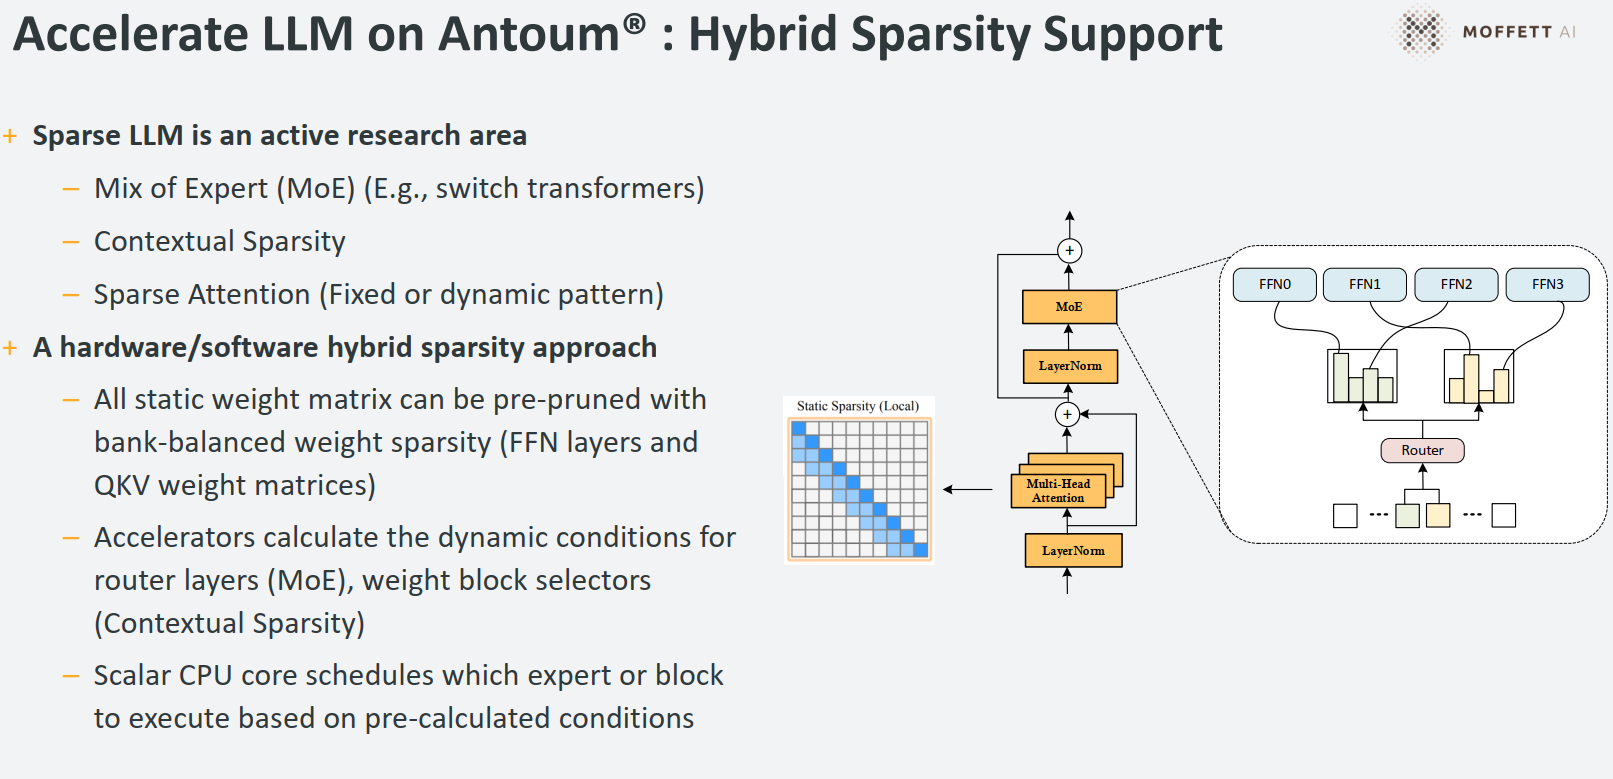 Accelerate LLM on Antoum® : Hybrid Sparsity Support
MOFFETT AI
+ Sparse LLM is an active research area
– Mix of Expert (MoE) (E.g., switch transformers)
– Contextual Sparsity
– Sparse Attention (Fixed or dynamic pattern)
+ A hardware/software hybrid sparsity approach
– All static weight matrix can be pre-pruned with
bank-balanced weight sparsity (FFN layers and
QKV weight matrices)
– Accelerators calculate the dynamic conditions for
router layers (MoE), weight block selectors
(Contextual Sparsity)
– Scalar CPU core schedules which expert or block
to execute based on pre-calculated conditions
Static Sparsity (Local)
+
MoE
LayerNorm
+
Multi-Head
Attention
LayerNorm
FFN0 FFN1 FFN2 FFN3
Router